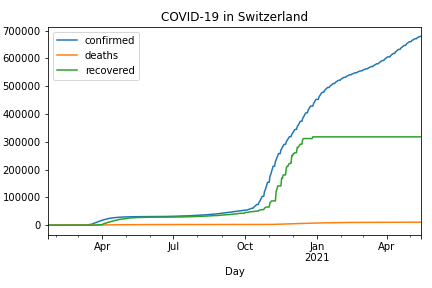 COVID-19 in Switzerland
confirmed
deaths
recovered
700000
600000
500000
400000
300000
200000
100000
0
Apr
Jul
Oct
Jan
2021
Apr
Day